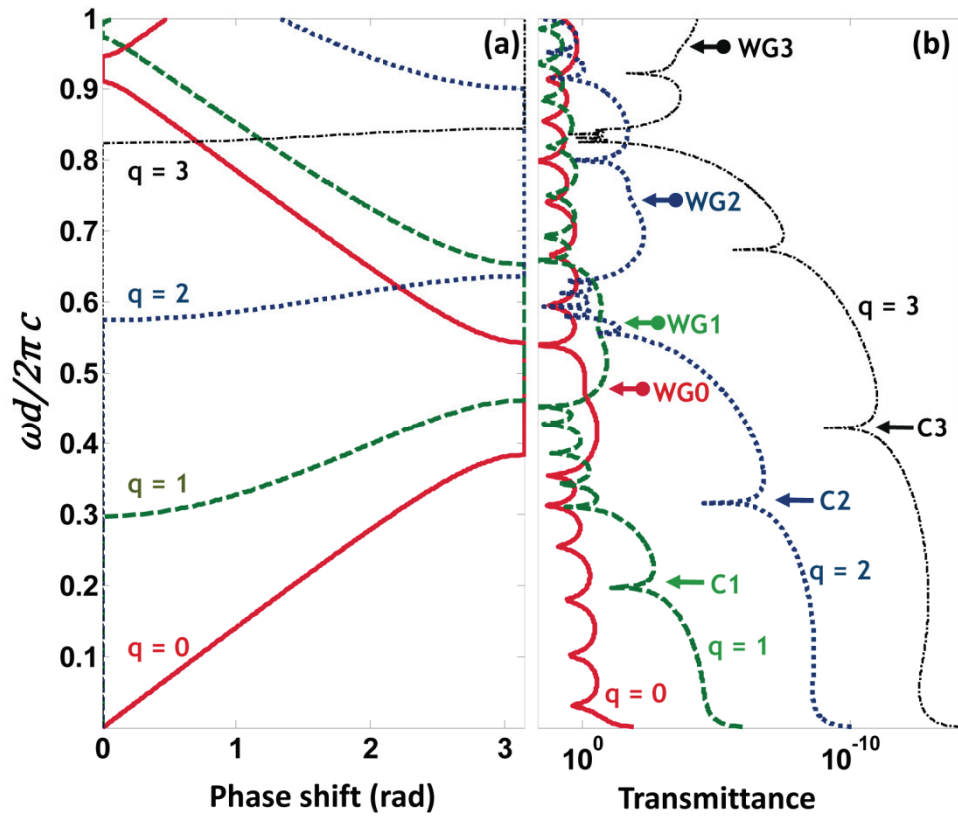 (a)
(b)
1
0.9
0.8
0.7
0.6
0.5
0.4
0.3
0.2
0.1
0
ωd/2π c
q = 3
q = 2
q = 1
q = 0
0
1
2
3
Phase shift (rad)
WG3
WG2
q = 3
WG1
WG0
C3
C2
q = 2
C1
q = 1
q = 0
10^0
10^-10
Transmittance